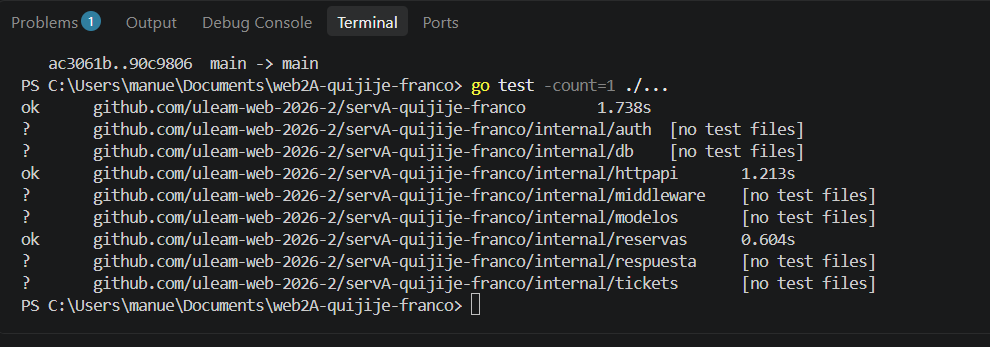 Problems 1 Output Debug Console Terminal Ports
ac3061b..90c9806 main -> main
PS C:\Users\manue\Documents\web2A-quijije-franco> go test -count=1 ./...
ok github.com/uleam-web-2026-2/servA-quijije-franco 1.738s
? github.com/uleam-web-2026-2/servA-quijije-franco/internal/auth [no test files]
? github.com/uleam-web-2026-2/servA-quijije-franco/internal/db [no test files]
ok github.com/uleam-web-2026-2/servA-quijije-franco/internal/httpapi 1.213s
? github.com/uleam-web-2026-2/servA-quijije-franco/internal/middleware [no test files]
? github.com/uleam-web-2026-2/servA-quijije-franco/internal/modelos [no test files]
ok github.com/uleam-web-2026-2/servA-quijije-franco/internal/reservas 0.604s
? github.com/uleam-web-2026-2/servA-quijije-franco/internal/respuesta [no test files]
? github.com/uleam-web-2026-2/servA-quijije-franco/internal/tickets [no test files]
PS C:\Users\manue\Documents\web2A-quijije-franco>